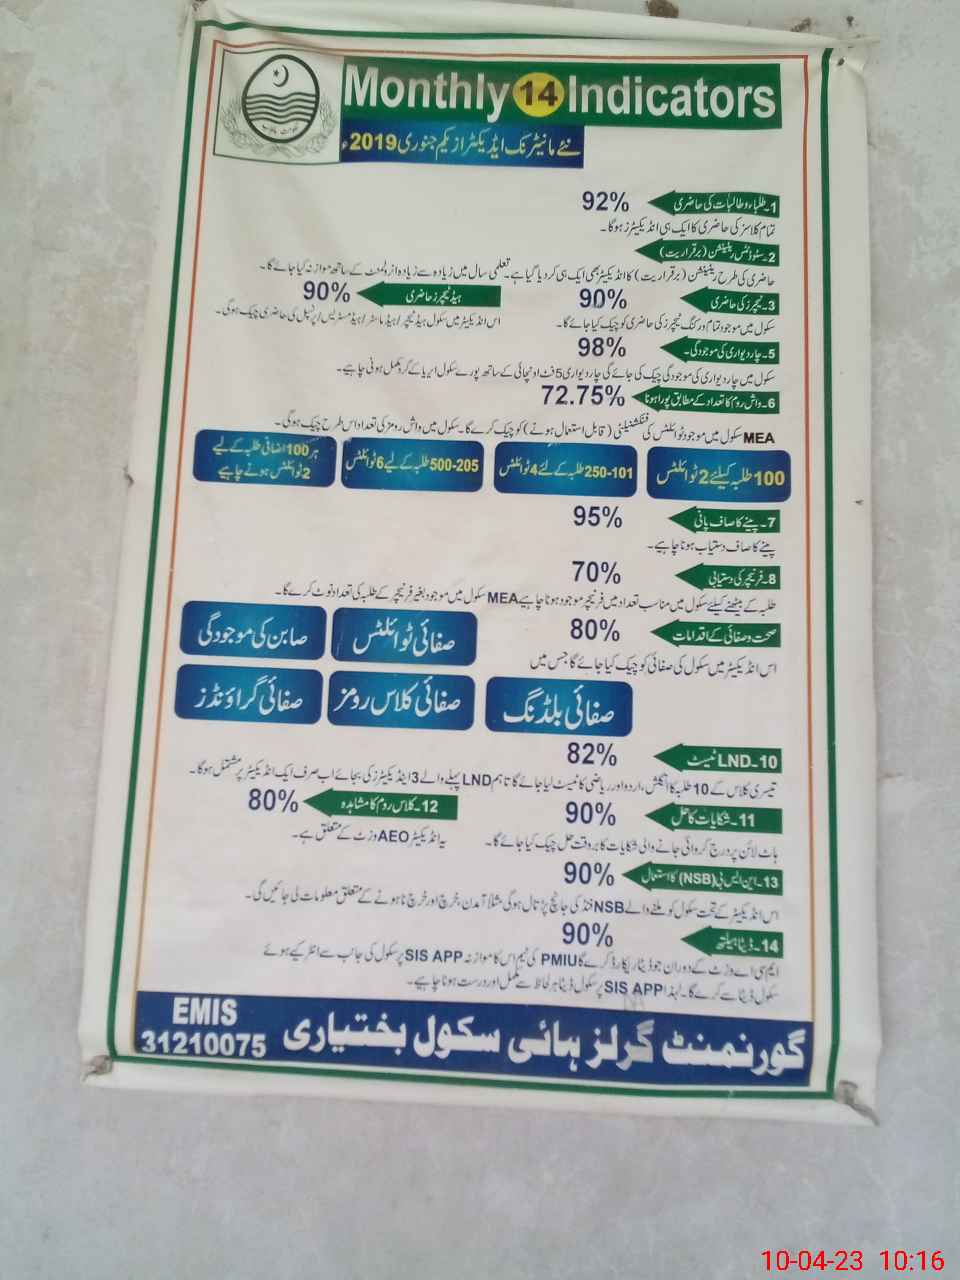 Monthly 14 Indicators
حکومت پنجاب
نئے مانیٹرنگ انڈیکیٹر از یکم جنوری 2019ء
1۔ طلباء و طالبات کی حاضری 92%
تمام کلاسز کی حاضری کا ایک ہی انڈیکیٹرز ہوگا۔
2۔ سٹوڈنٹس ریٹینشن (برقراریت)
حاضری کی طرح ریٹینشن (برقراریت) کا انڈیکیٹر بھی ایک ہی کر دیا گیا ہے۔ تعلیمی سال میں زیادہ سے زیادہ انرولمنٹ کے ساتھ موازنہ کیا جائے گا۔
3۔ ٹیچرز کی حاضری 90%
سکول میں موجود تمام ورکنگ ٹیچرز کی حاضری کو چیک کیا جائے گا۔
ہیڈ ٹیچرز حاضری 90%
اس انڈیکیٹر میں سکول ہیڈ ٹیچر/ہیڈ ماسٹر/ہیڈ مسٹریس/پرنسپل کی حاضری چیک ہوگی۔
5۔ چار دیواری کی موجودگی۔ 98%
سکول میں چار دیواری کی موجودگی چیک کی جائے گی چار دیواری 5 فٹ اونچائی کے ساتھ پورے سکول ایریا کے گرد مکمل ہونی چاہیے۔
6۔ واش روم کا تعداد کے مطابق پورا ہونا 72.75%
MEA سکول میں موجود ٹوائلٹس کی فنکشنیلٹی (قابل استعمال ہونے) کو چیک کرے گا۔ سکول میں واش رومز کی تعداد اس طرح چیک ہوگی۔
100 طلبہ کیلئے 2 ٹوائلٹس
101-250 طلبہ کے لئے 4 ٹوائلٹس
205-500 طلبہ کے لیے 6 ٹوائلٹس
ہر 100 اضافی طلبہ کے لیے
2 ٹوائلٹس ہونے چاہیے
7۔ پینے کا صاف پانی 95%
پینے کا صاف دستیاب ہونا چاہیے۔
8۔ فرنیچر کی دستیابی 70%
طلبہ کے بیٹھنے کیلئے سکول میں مناسب تعداد میں فرنیچر موجود ہونا چاہیے MEA سکول میں موجود بغیر فرنیچر کے طلبہ کی تعداد نوٹ کرے گا۔
صحت و صفائی کے اقدامات 80%
اس انڈیکیٹر میں سکول کی صفائی کو چیک کیا جائے گا جس میں
صفائی ٹوائلٹس
صابن کی موجودگی
صفائی بلڈنگ
صفائی کلاس رومز
صفائی گراؤنڈز
10۔ LND ٹیسٹ 82%
تیسری کلاس کے 10 طلبہ کا انگلش، اردو اور ریاضی کا ٹیسٹ لیا جائے گا تاہم LND پہلے والے 3 انڈیکیٹرز کی بجائے اب صرف ایک انڈیکیٹر پر مشتمل ہوگا۔
11۔ شکایات کا حل 90%
ہاٹ لائن پر درج کروائی جانے والی شکایات کا بروقت حل چیک کیا جائے گا۔
12۔ کلاس روم کا مشاہدہ 80%
یہ انڈیکیٹر AEO وزٹ کے متعلق ہے۔
13۔ این ایس بی (NSB) کا استعمال 90%
اس انڈیکیٹر کے تحت سکول کو ملنے والے NSB فنڈ کی جانچ پڑتال ہوگی مثلاً آمدن، خرچ اور خرچ نا ہونے کے متعلق معلومات لی جائیں گی۔
14۔ ڈیٹا ہیلتھ 90%
ایم سی اے وزٹ کے دوران جو ڈیٹا ریکارڈ کرے گا PMIU کی ٹیم اس کا موازنہ SIS APP پر سکول کی جانب سے انٹر کیے ہوئے
سکول ڈیٹا سے کرے گا۔ لہٰذا SIS APP پر سکول ڈیٹا ہر لحاظ سے مکمل اور درست ہونا چاہیے۔
گورنمنٹ گرلز ہائی سکول بختیاری
EMIS
31210075
10-04-23 10:16